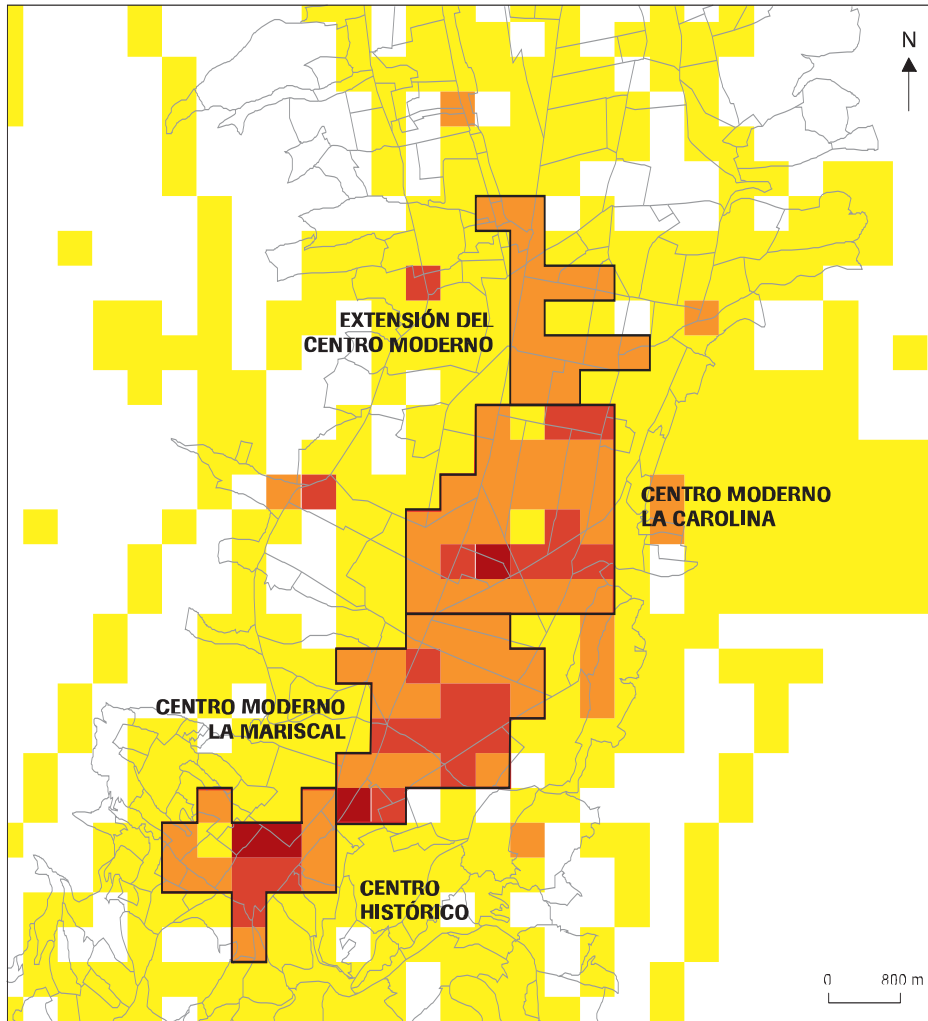 N
EXTENSIÓN DEL
CENTRO MODERNO
CENTRO MODERNO
LA CAROLINA
CENTRO MODERNO
LA MARISCAL
CENTRO
HISTÓRICO
0 800 m